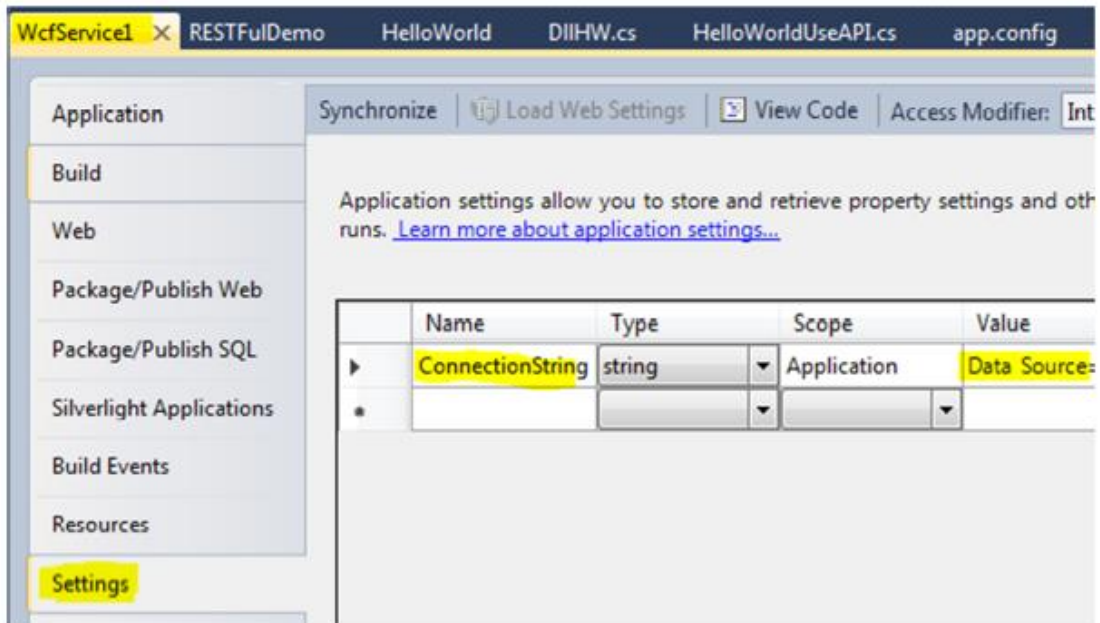 WcfService1 RESTFulDemo HelloWorld DIIHW.cs HelloWorldUseAPI.cs app.config
Application
Build
Web
Package/Publish Web
Package/Publish SQL
Silverlight Applications
Build Events
Resources
Settings
Synchronize Load Web Settings View Code Access Modifier: Int
Application settings allow you to store and retrieve property settings and oth
runs. Learn more about application settings...
Name Type Scope Value
ConnectionString string Application Data Source=